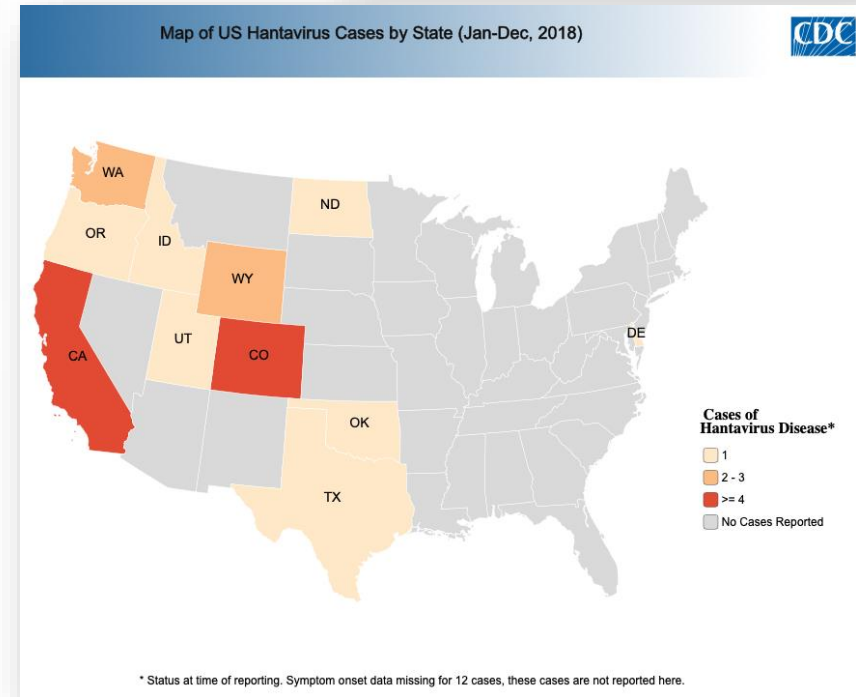 Map of US Hantavirus Cases by State (Jan-Dec, 2018)
CDC
WA
ND
OR
ID
WY
DE
UT
CO
CA
OK
TX
Cases of
Hantavirus Disease*
1
2 - 3
>= 4
No Cases Reported
* Status at time of reporting. Symptom onset data missing for 12 cases, these cases are not reported here.